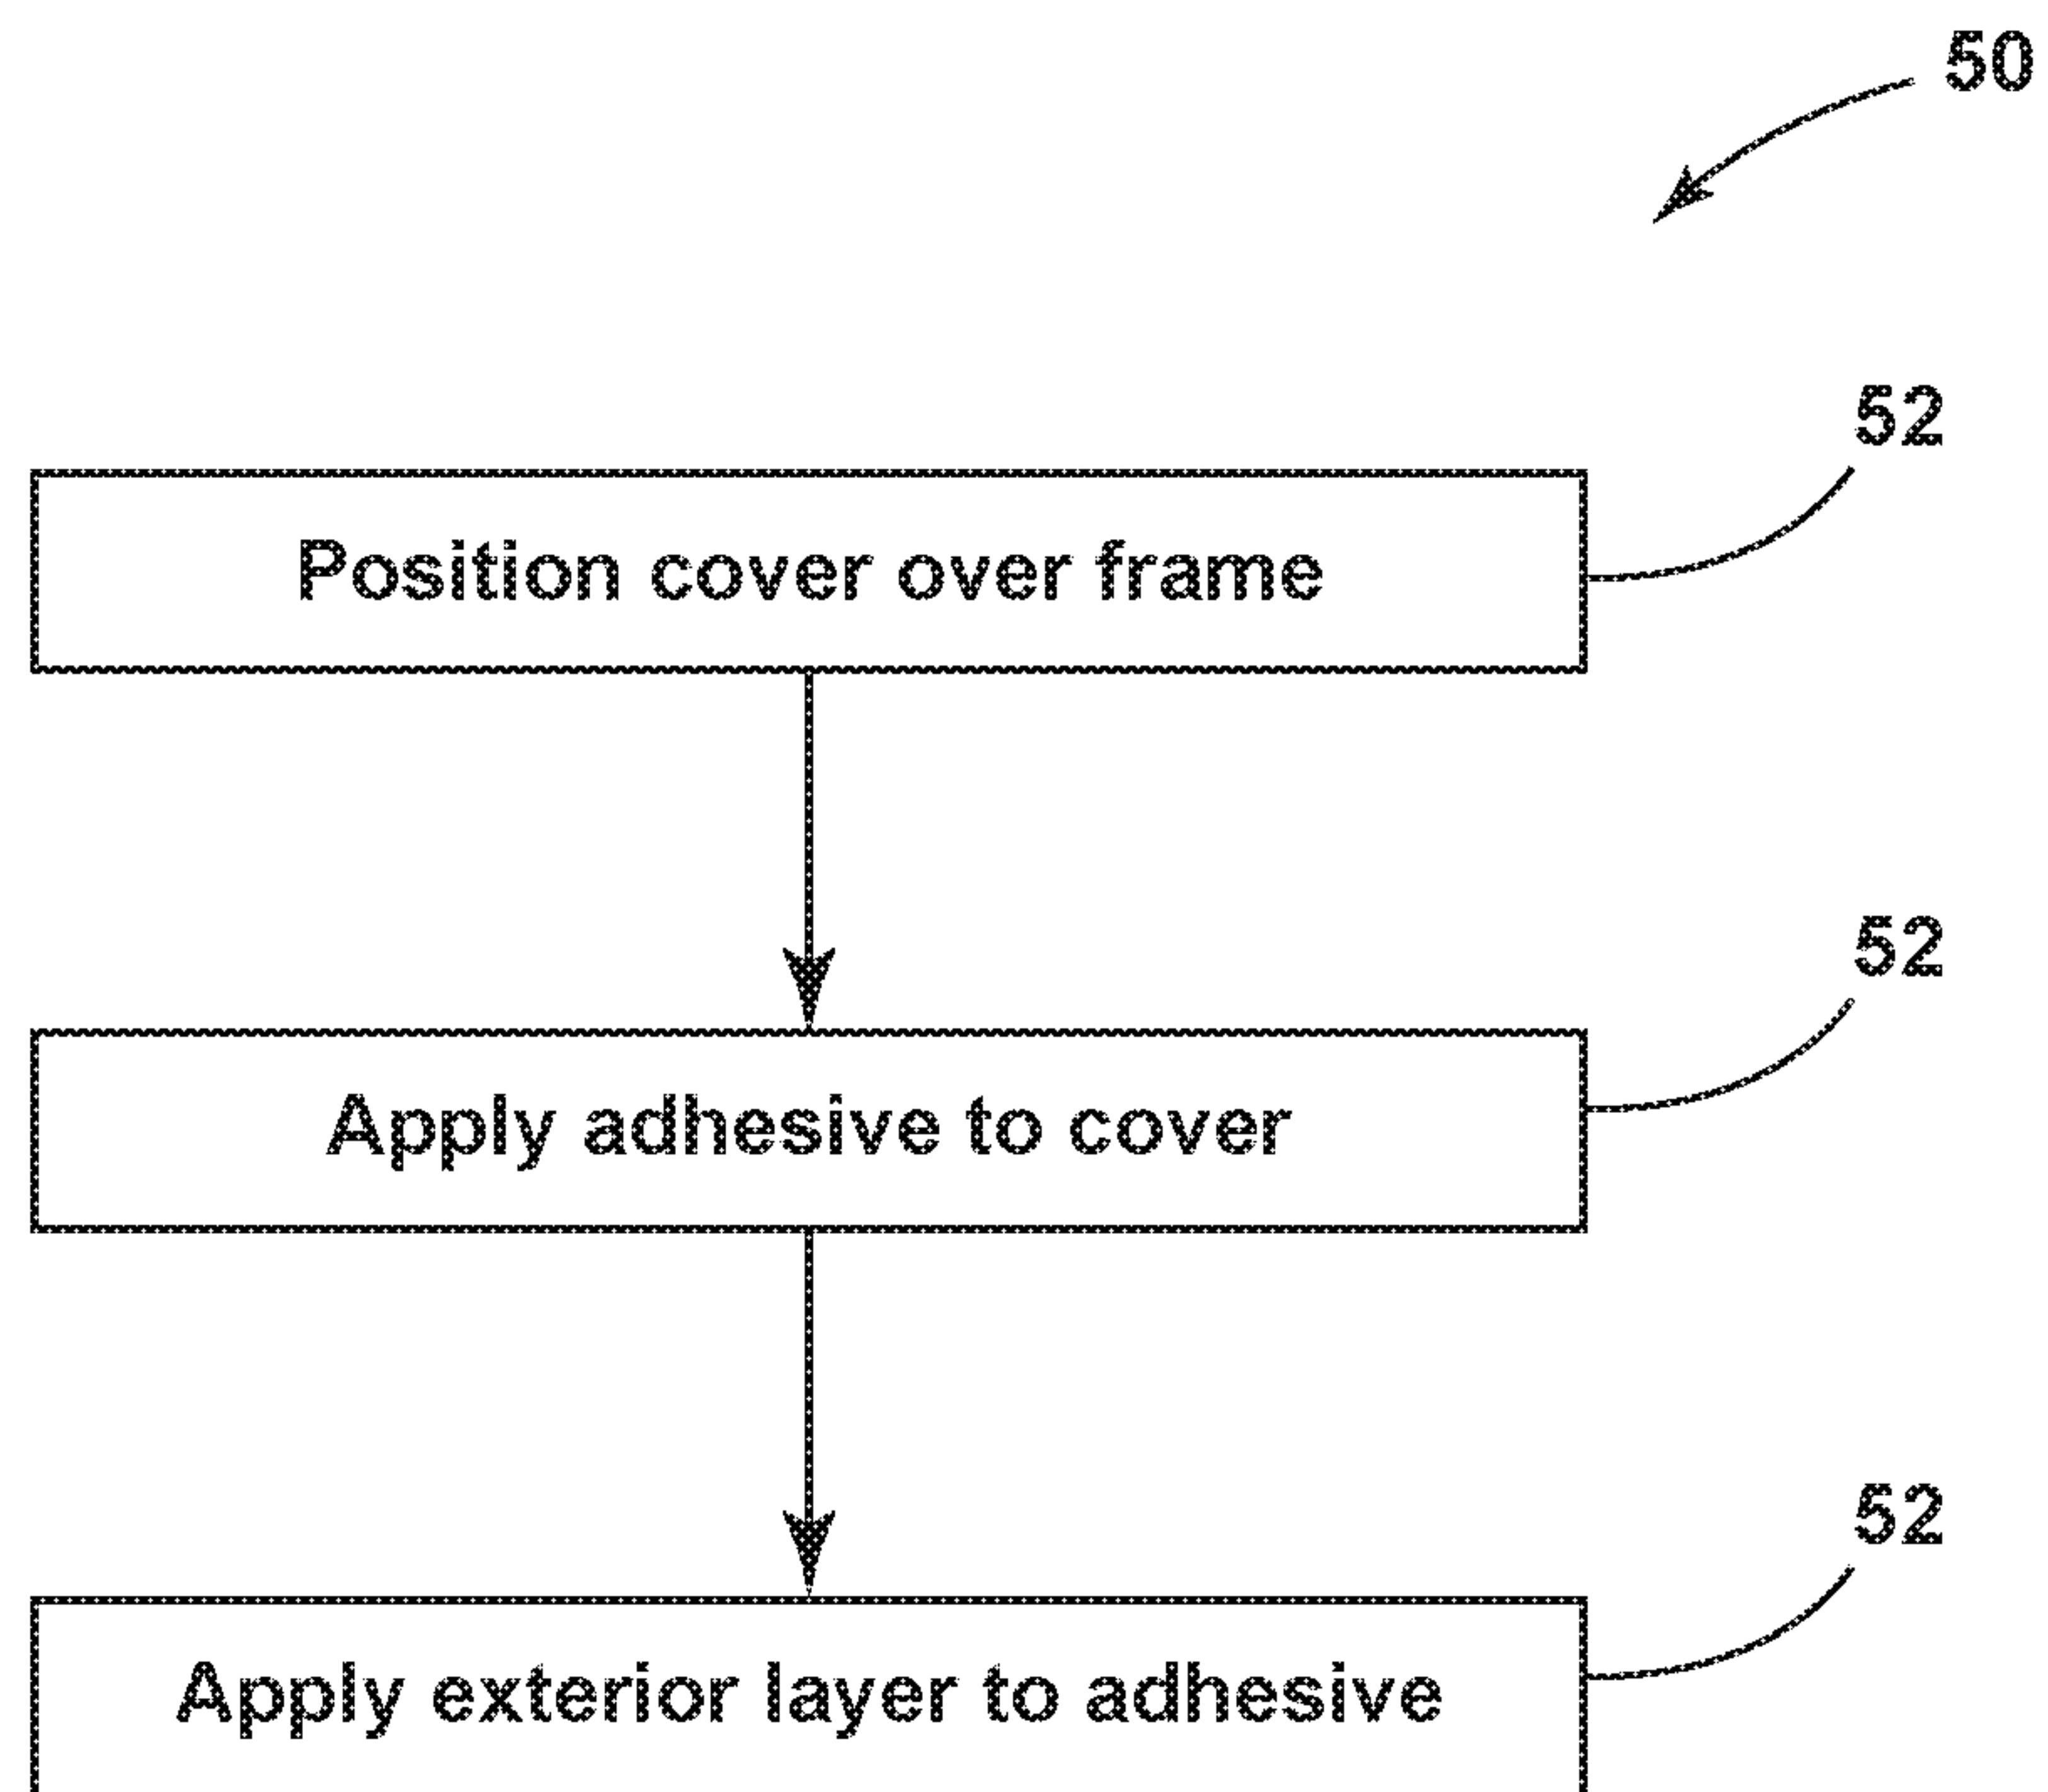 50
52
Position cover over frame
52
Apply adhesive to cover
52
Apply exterior layer to adhesive